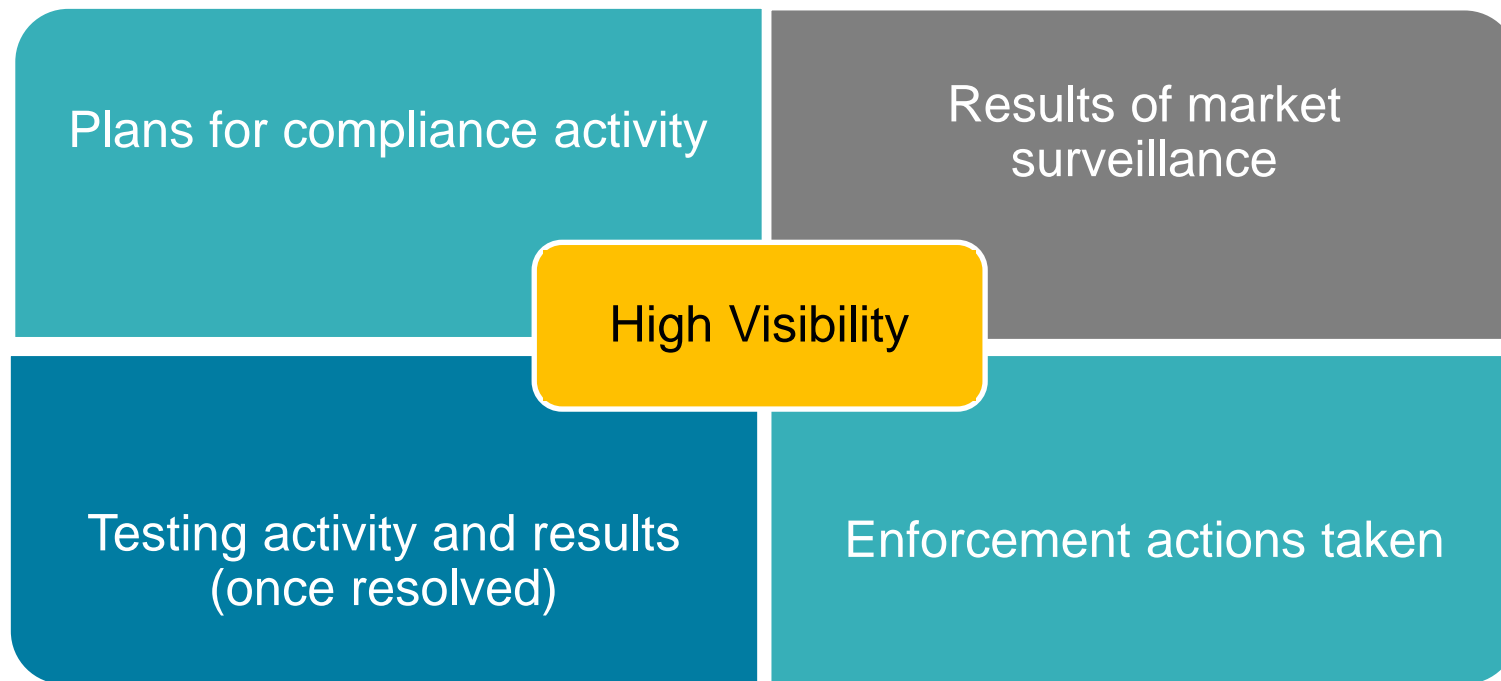 Plans for compliance activity
Results of market
surveillance
High Visibility
Testing activity and results
(once resolved)
Enforcement actions taken